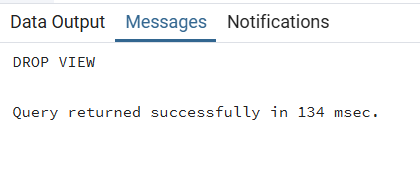 Data Output Messages Notifications
DROP VIEW
Query returned successfully in 134 msec.